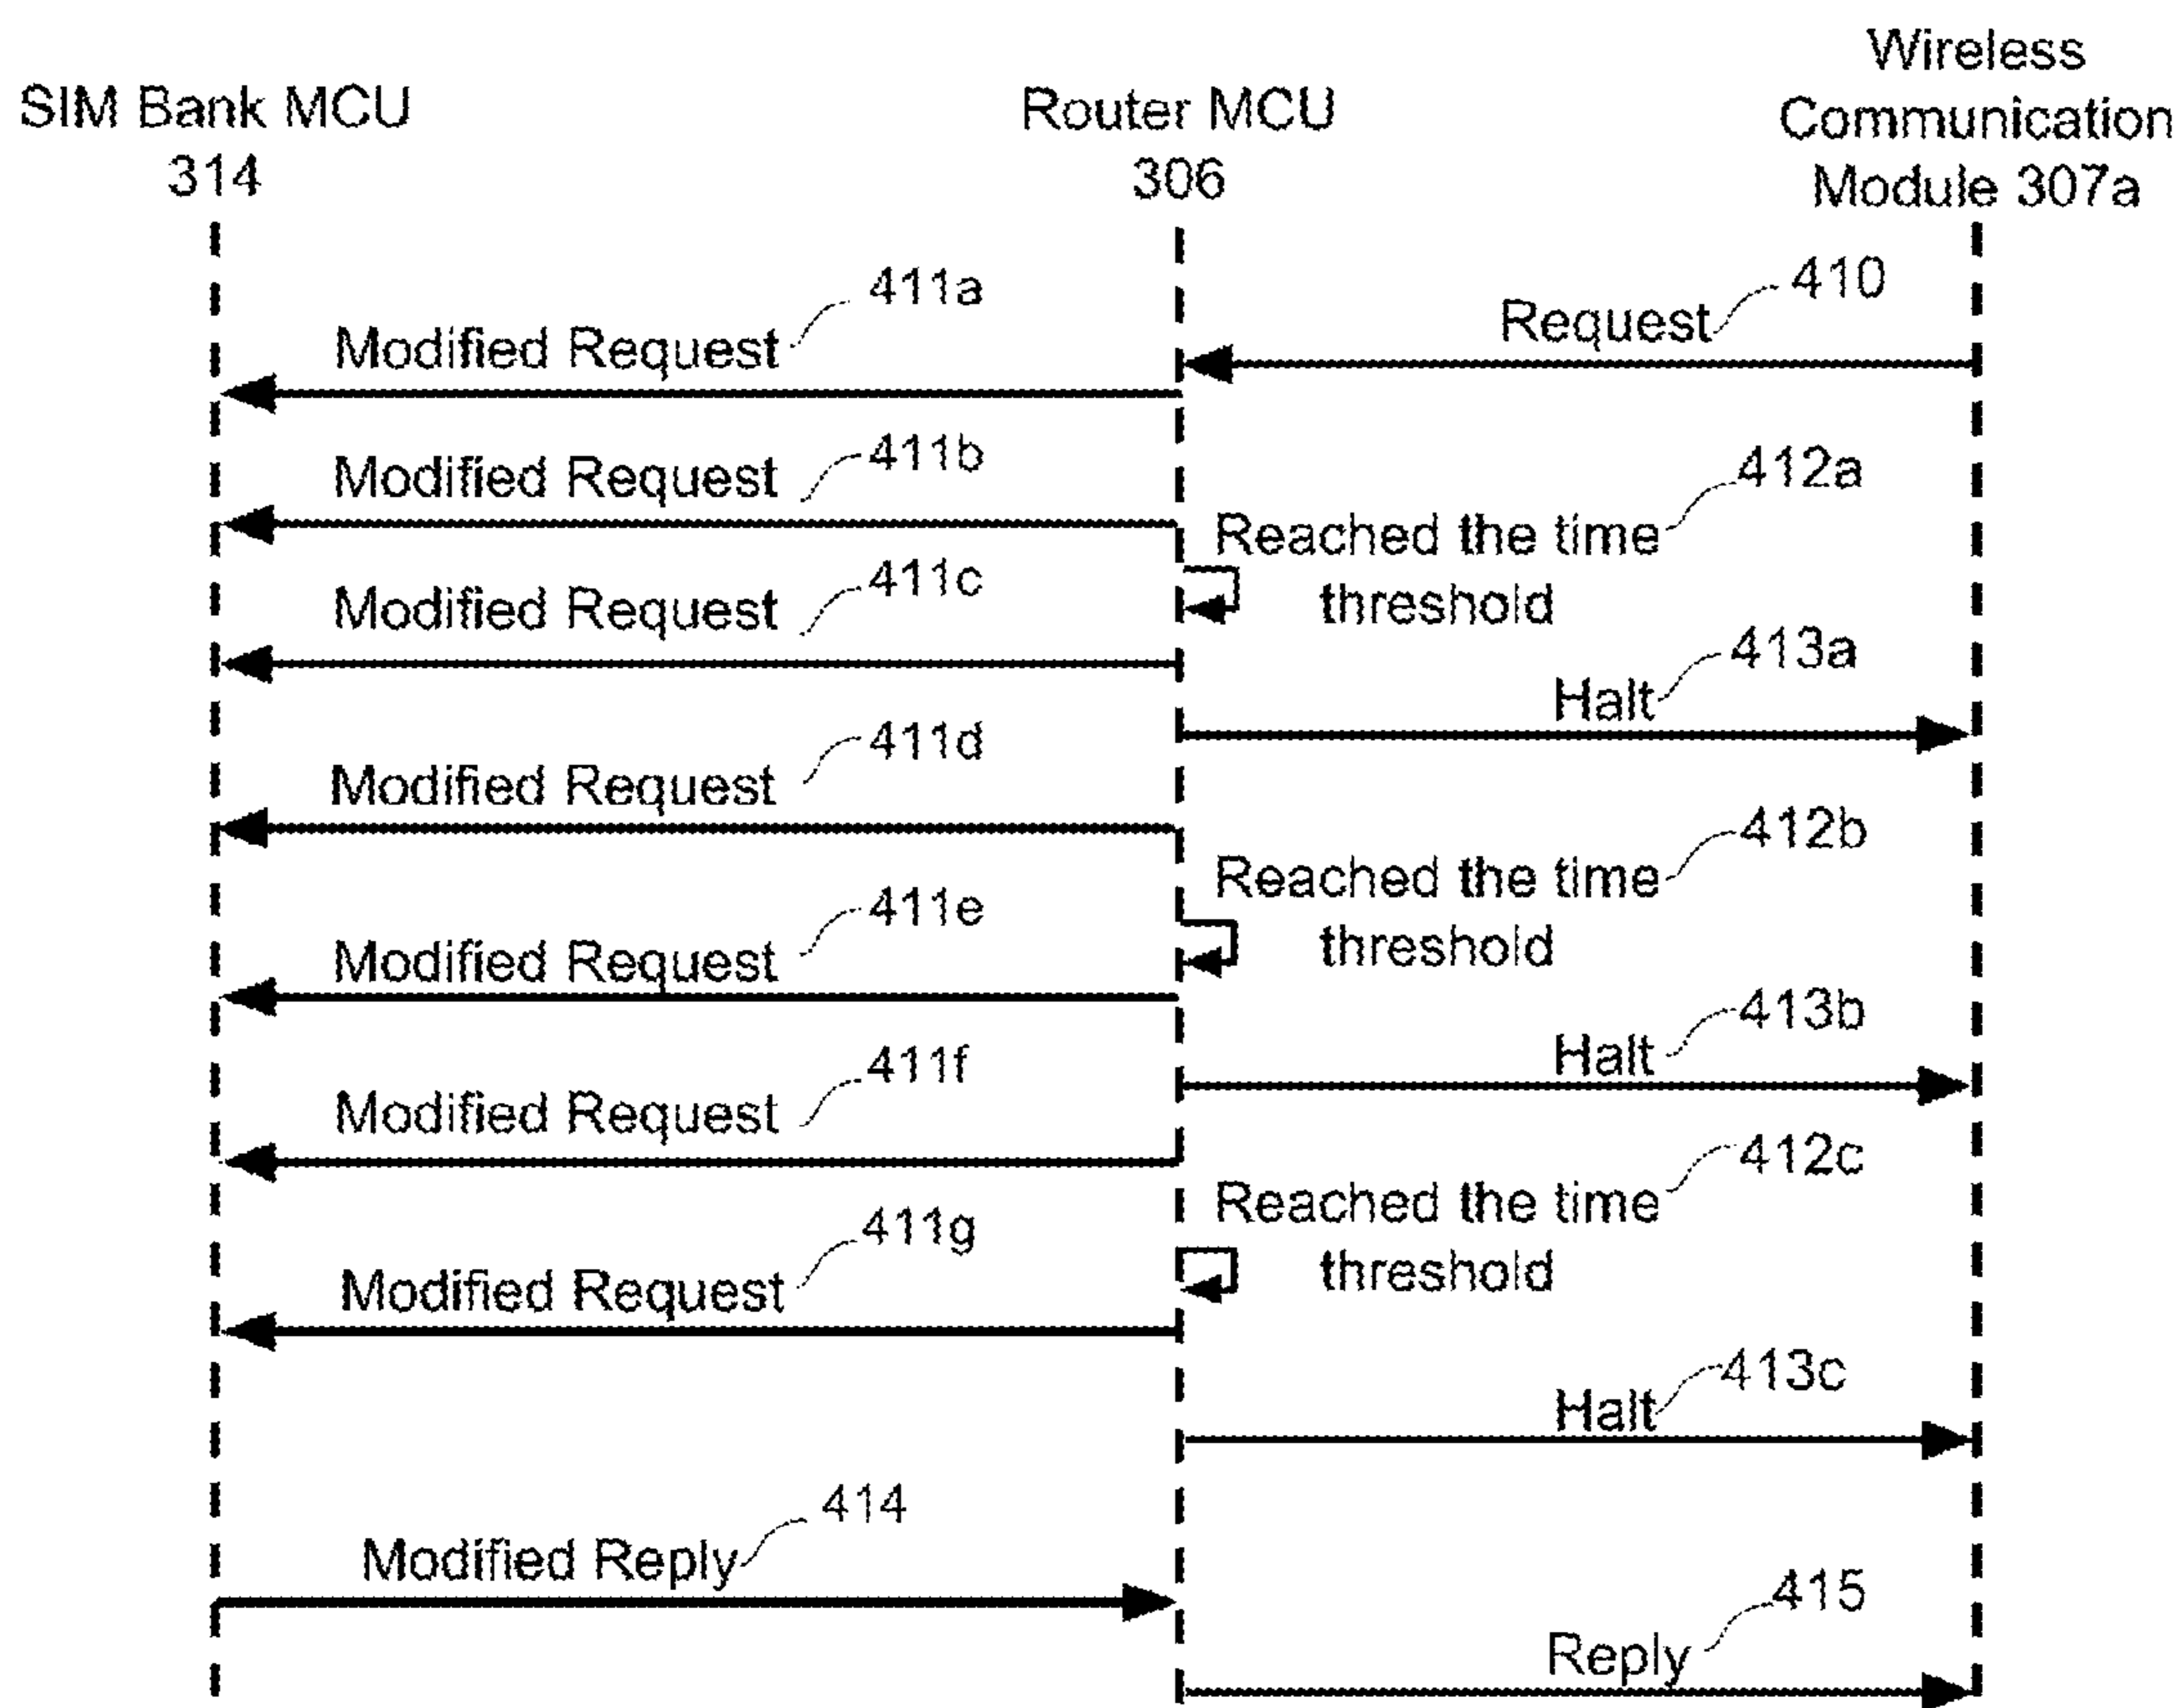 SIM Bank MCU
314
Router MCU
306
Wireless
Communication
Module 307a
411a
Modified Request
410
Request
411b
Modified Request
412a
Reached the time
threshold
411c
Modified Request
413a
Halt
411d
Modified Request
412b
Reached the time
threshold
411e
Modified Request
413b
Halt
411f
Modified Request
412c
Reached the time
threshold
411g
Modified Request
413c
Halt
414
Modified Reply
415
Reply